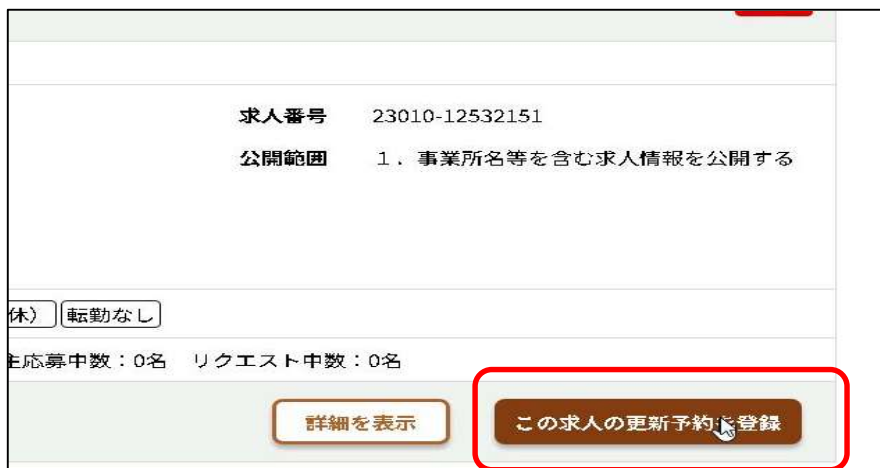 求人番号 23010-12532151
公開範囲 1．事業所名等を含む求人情報を公開する
休） 転勤なし
主応募中数：0名 リクエスト中数：0名
詳細を表示 この求人の更新予約を登録